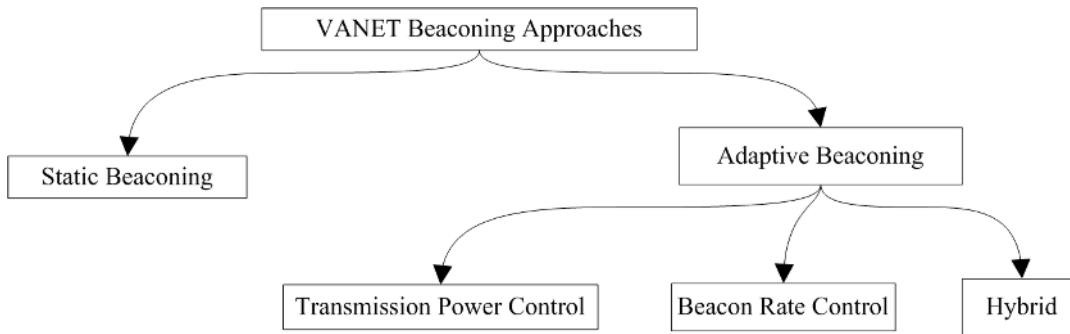 VANET Beaconing Approaches
Static Beaconing
Adaptive Beaconing
Transmission Power Control
Beacon Rate Control
Hybrid